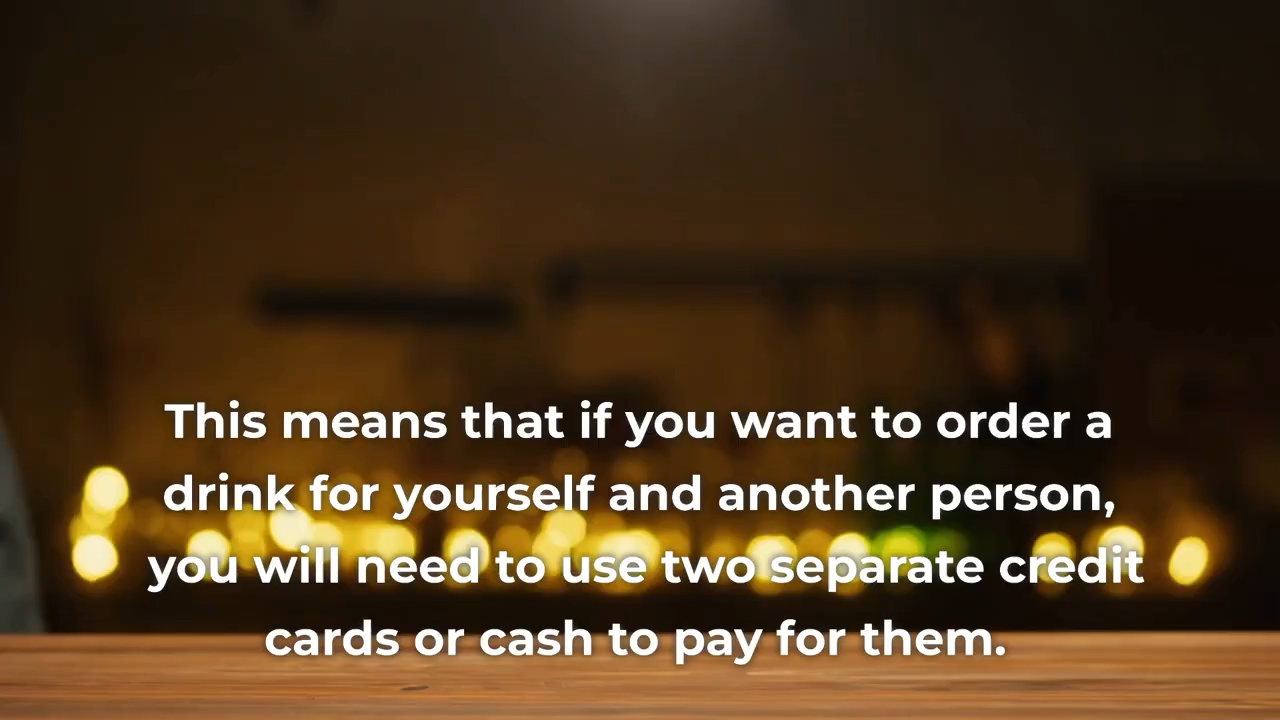 This means that if you want to order a
drink for yourself and another person,
you will need to use two separate credit
cards or cash to pay for them.